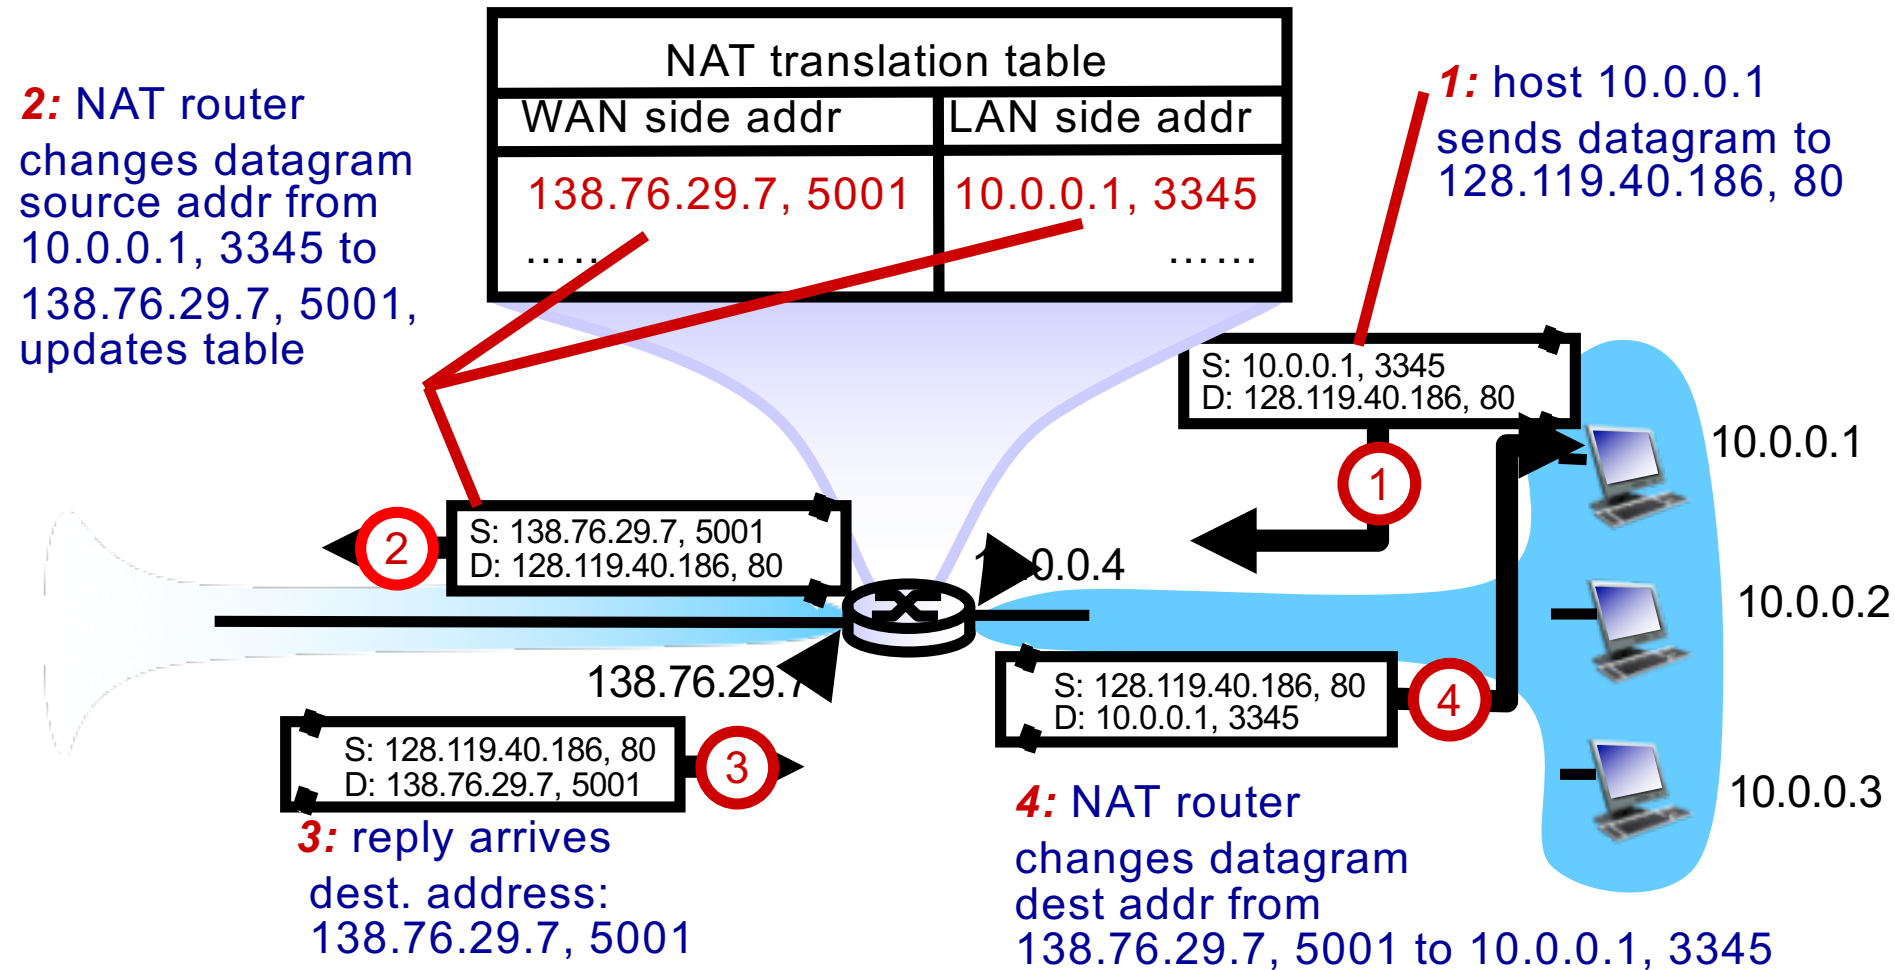 NAT translation table
WAN side addr
LAN side addr
138.76.29.7, 5001
10.0.0.1, 3345
……
……
2: NAT router
changes datagram
source addr from
10.0.0.1, 3345 to
138.76.29.7, 5001,
updates table
1: host 10.0.0.1
sends datagram to
128.119.40.186, 80
S: 10.0.0.1, 3345
D: 128.119.40.186, 80
1
10.0.0.1
S: 138.76.29.7, 5001
D: 128.119.40.186, 80
2
10.0.0.2
138.76.29.7
S: 128.119.40.186, 80
D: 10.0.0.1, 3345
4
S: 128.119.40.186, 80
D: 138.76.29.7, 5001
3
10.0.0.3
3: reply arrives
dest. address:
138.76.29.7, 5001
4: NAT router
changes datagram
dest addr from
138.76.29.7, 5001 to 10.0.0.1, 3345